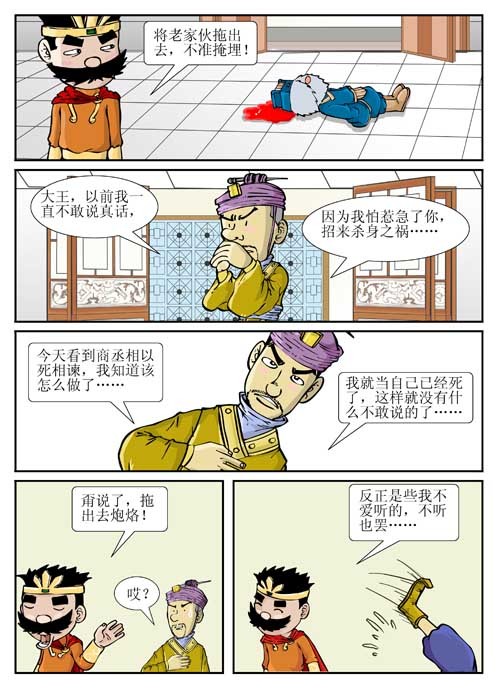 将老家伙拖出
去，不准掩埋！
大王，以前我一
直不敢说真话，
因为我怕惹急了你，
招来杀身之祸……
今天看到商丞相以
死相谏，我知道该
怎么做了……
我就当自己已经死
了，这样就没有什
么不敢说的了……
甭说了，拖
出去炮烙！
哎？
反正是些我不
爱听的，不听
也罢……